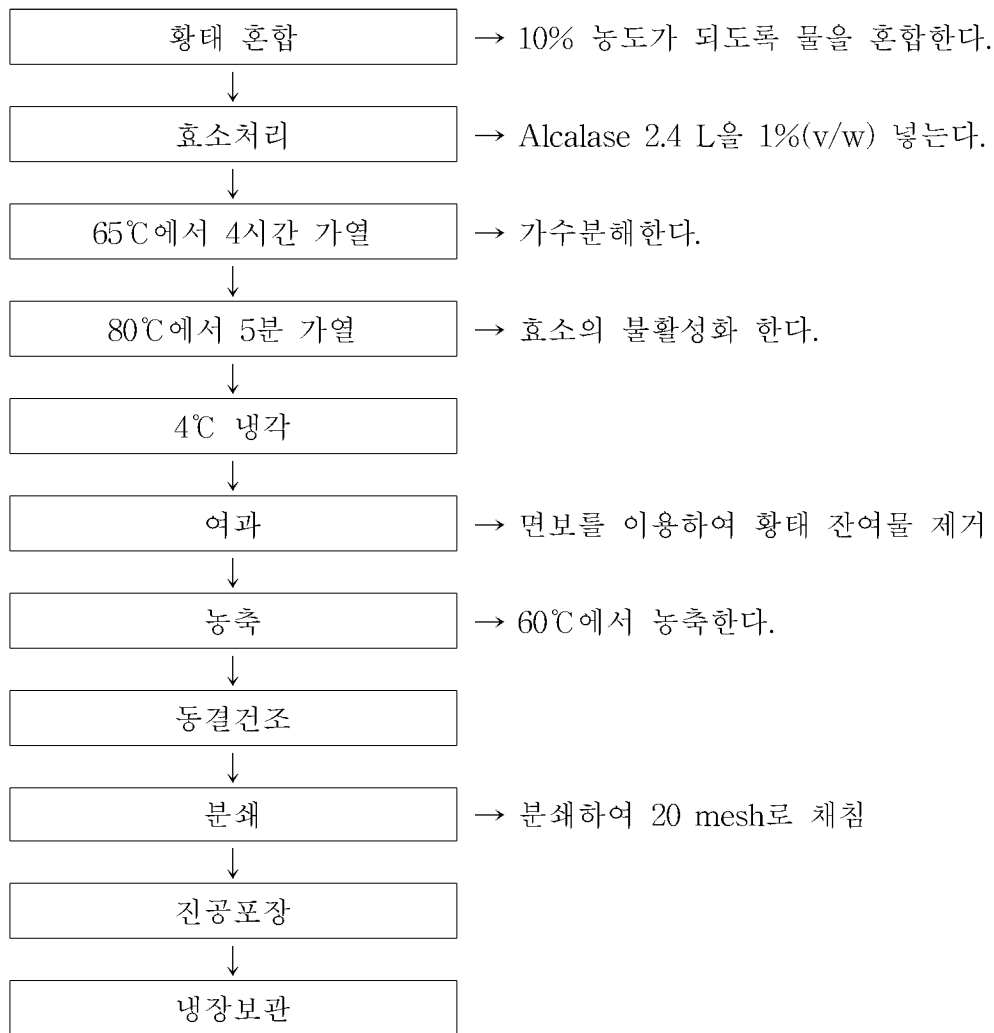 황태 혼합 → 10% 농도가 되도록 물을 혼합한다.
↓
효소처리 → Alcalase 2.4 L을 1%(v/w) 넣는다.
↓
65℃에서 4시간 가열 → 가수분해한다.
↓
80℃에서 5분 가열 → 효소의 불활성화 한다.
↓
4℃ 냉각
↓
여과 → 면보를 이용하여 황태 잔여물 제거
↓
농축 → 60℃에서 농축한다.
↓
동결건조
↓
분쇄 → 분쇄하여 20 mesh로 채침
↓
진공포장
↓
냉장보관